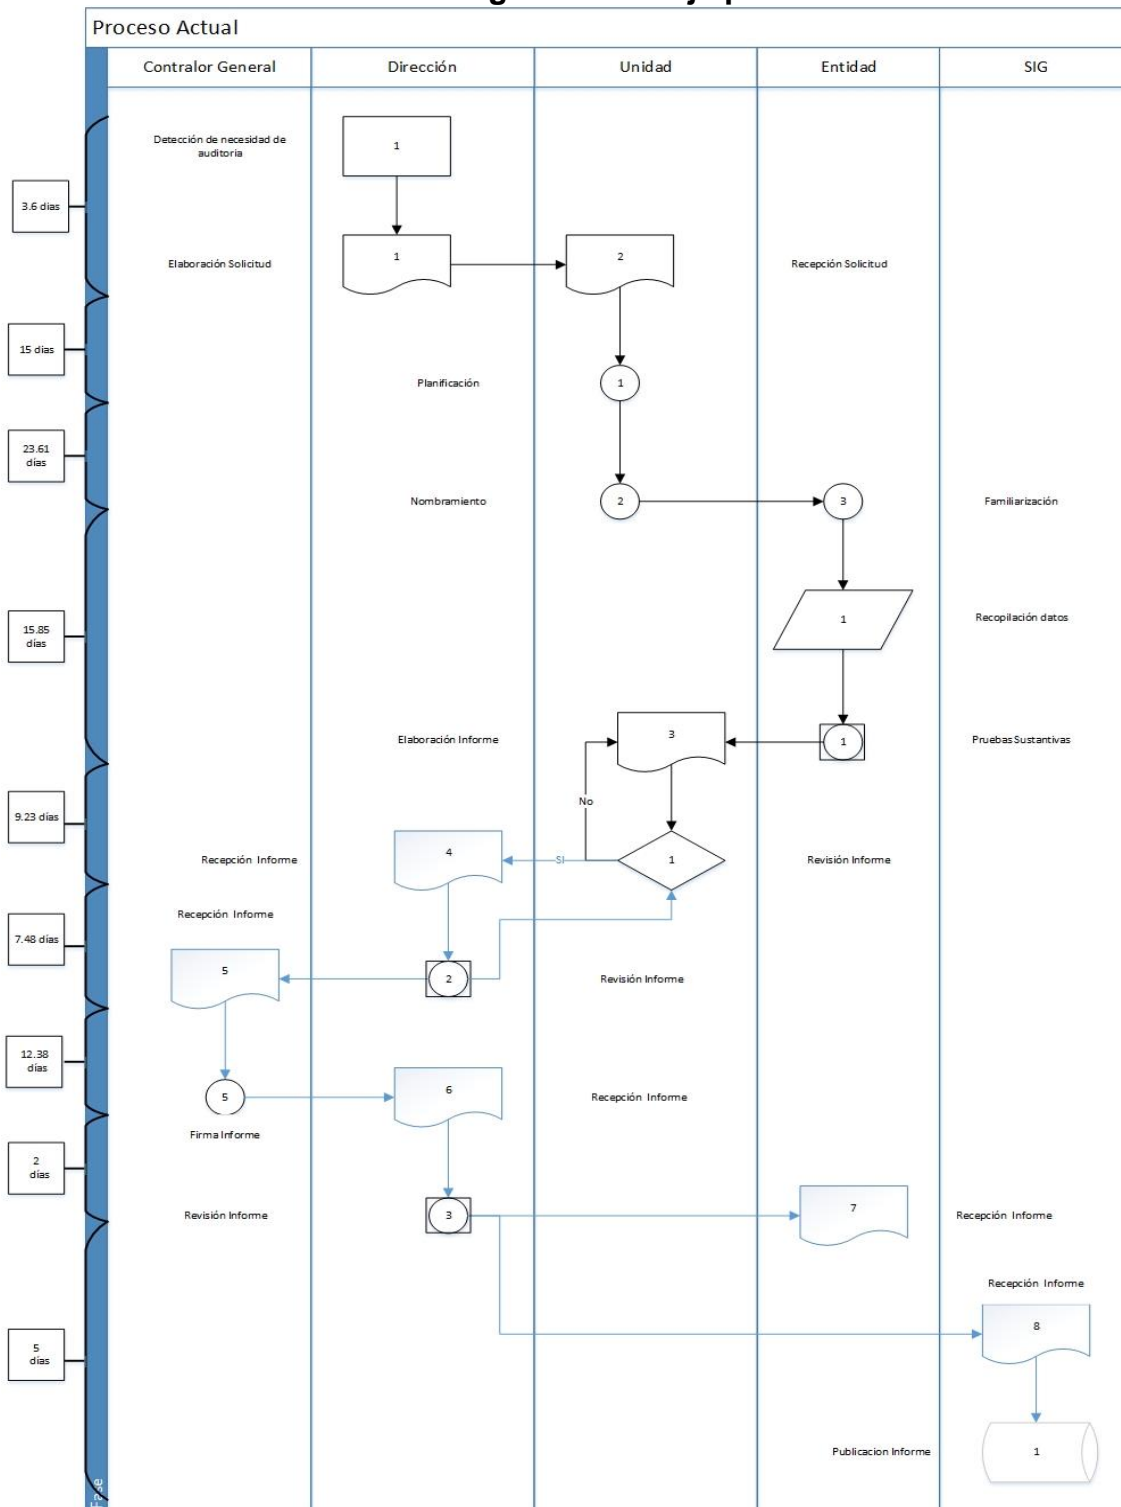 Proceso Actual
Contralor General
Dirección
Unidad
Entidad
SIG
Detección de necesidad de
auditoria
1
3.6 dias
Elaboración Solicitud
1
2
Recepción Solicitud
15 dias
Planificación
1
23.61
días
Nombramiento
2
3
Familiarización
15.85
días
1
Recopilación datos
Elaboración Informe
3
1
Pruebas Sustantivas
No
9.23 días
Recepción Informe
4
SI
1
Revisión Informe
Recepción Informe
7.48 días
5
2
Revisión Informe
12.38
días
5
6
Recepción Informe
Firma Informe
2
días
Revisión Informe
3
7
Recepción Informe
Recepción Informe
8
5
días
Publicacion Informe
1
Fase